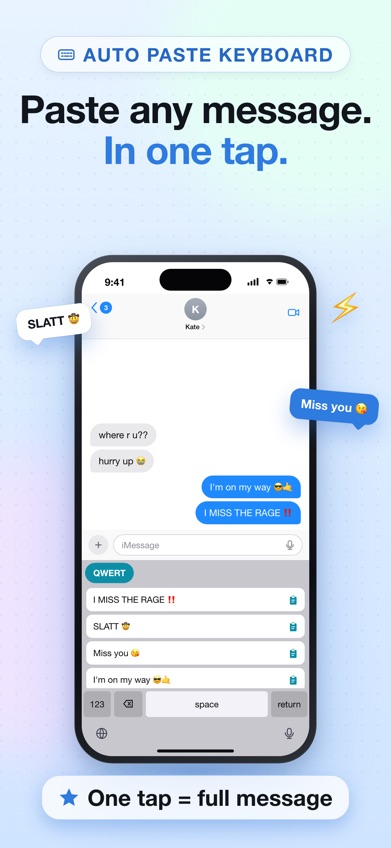 AUTO PASTE KEYBOARD
Paste any message.
In one tap.
9:41
3
K
Kate
SLATT 🤠
Miss you 😘
where r u??
hurry up 😭
I'm on my way 😎🤙
I MISS THE RAGE ‼️
iMessage
QWERT
I MISS THE RAGE ‼️
SLATT 🤠
Miss you 😘
I'm on my way 😎🤙
123
space
return
One tap = full message